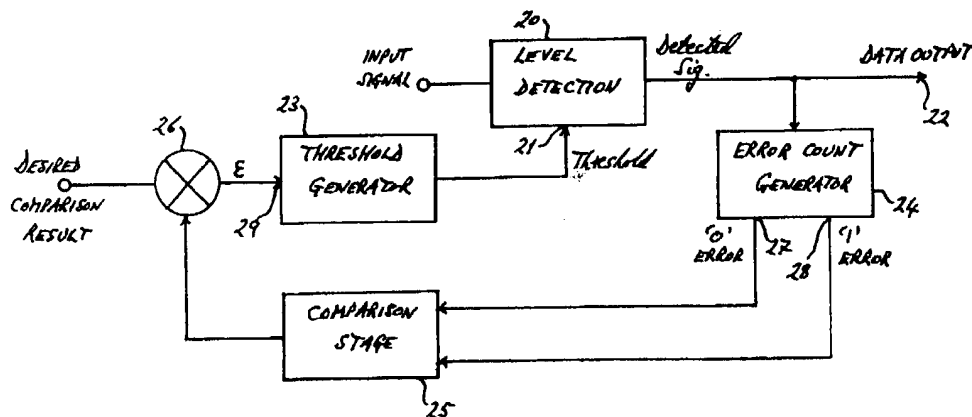 20
INPUT
SIGNAL
LEVEL
DETECTION
Detected
Sig.
DATA OUTPUT
22
21
Threshold
23
THRESHOLD
GENERATOR
26
ε
29
DESIRED
COMPARISON
RESULT
ERROR COUNT
GENERATOR
24
'0'
ERROR
27
28
'1'
ERROR
COMPARISON
STAGE
25